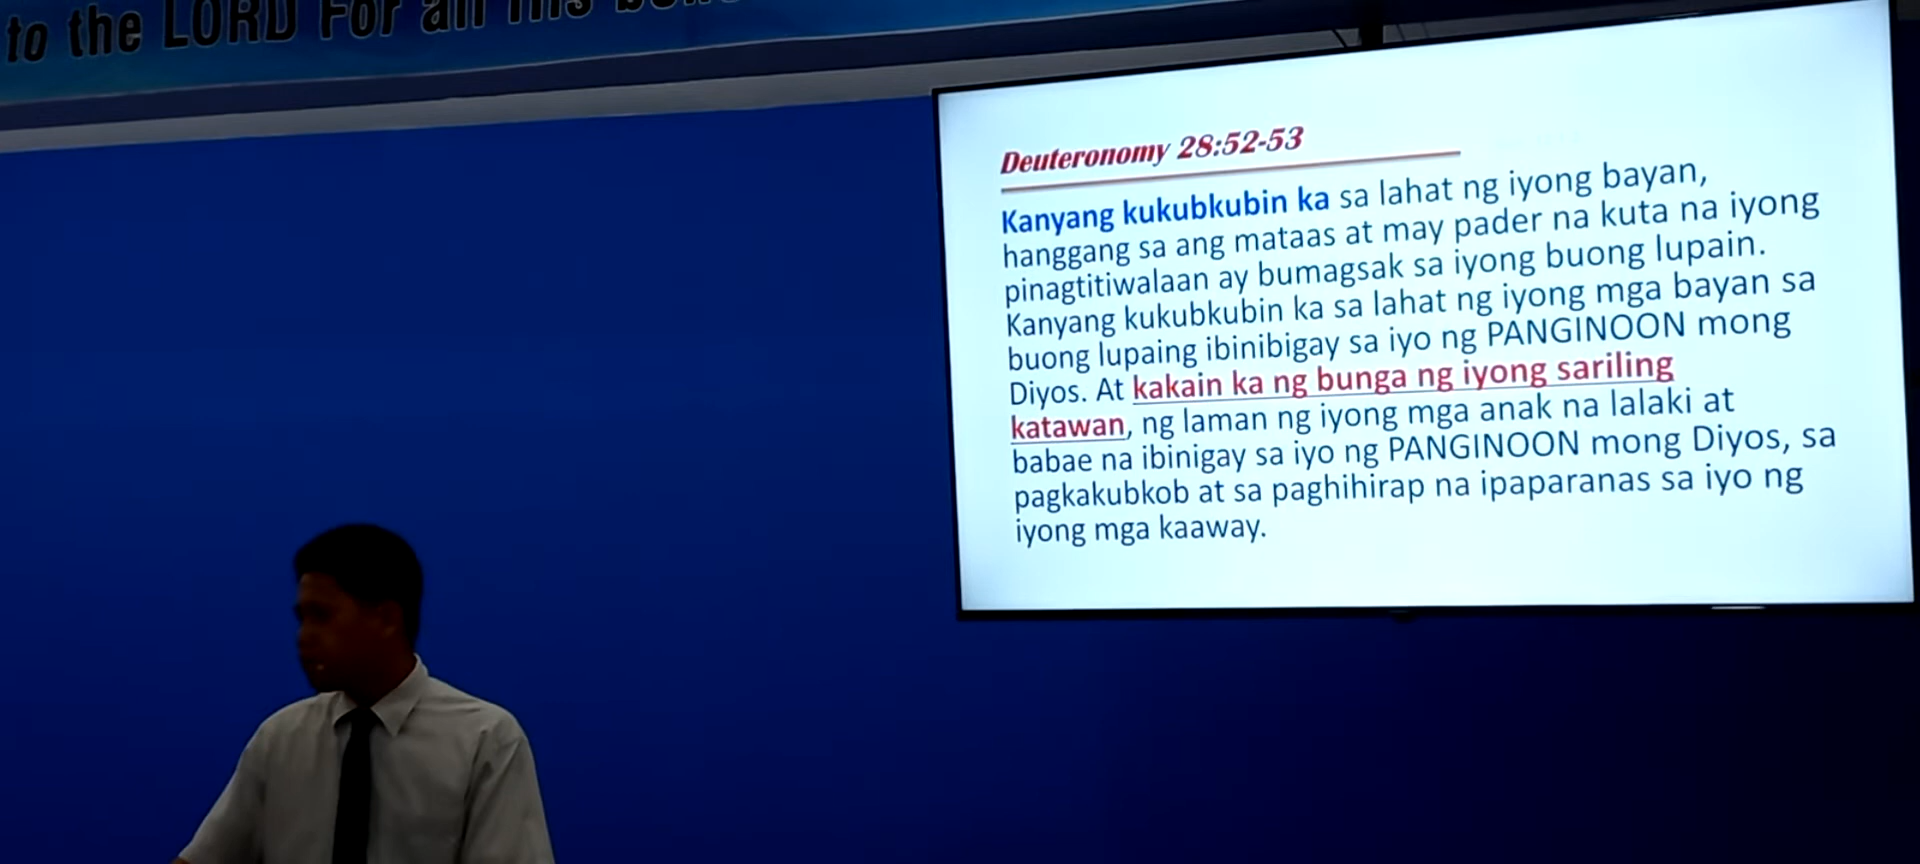 to the LORD For all His
Deuteronomy 28:52-53
Kanyang kukubkubin ka sa lahat ng iyong bayan,
hanggang sa ang mataas at may pader na kuta na iyong
pinagtitiwalaan ay bumagsak sa iyong buong lupain.
Kanyang kukubkubin ka sa lahat ng iyong mga bayan sa
buong lupaing ibinibigay sa iyo ng PANGINOON mong
Diyos. At kakain ka ng bunga ng iyong sariling
katawan, ng laman ng iyong mga anak na lalaki at
babae na ibinigay sa iyo ng PANGINOON mong Diyos, sa
pagkakubkob at sa paghihirap na ipaparanas sa iyo ng
iyong mga kaaway.